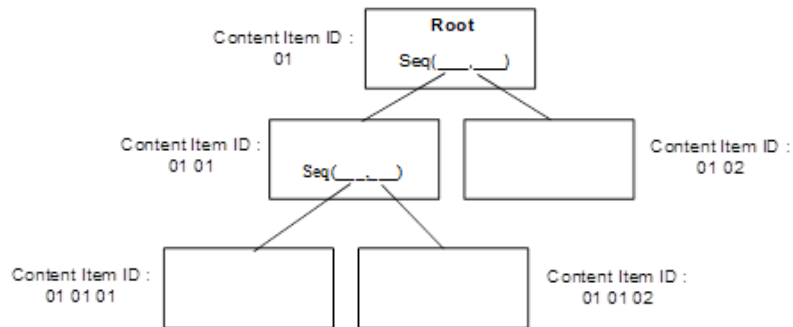 Root
Content Item ID :
01
Seq(___,___)
Content Item ID :
01 01
Seq(___,___)
Content Item ID :
01 02
Content Item ID :
01 01 01
Content Item ID :
01 01 02